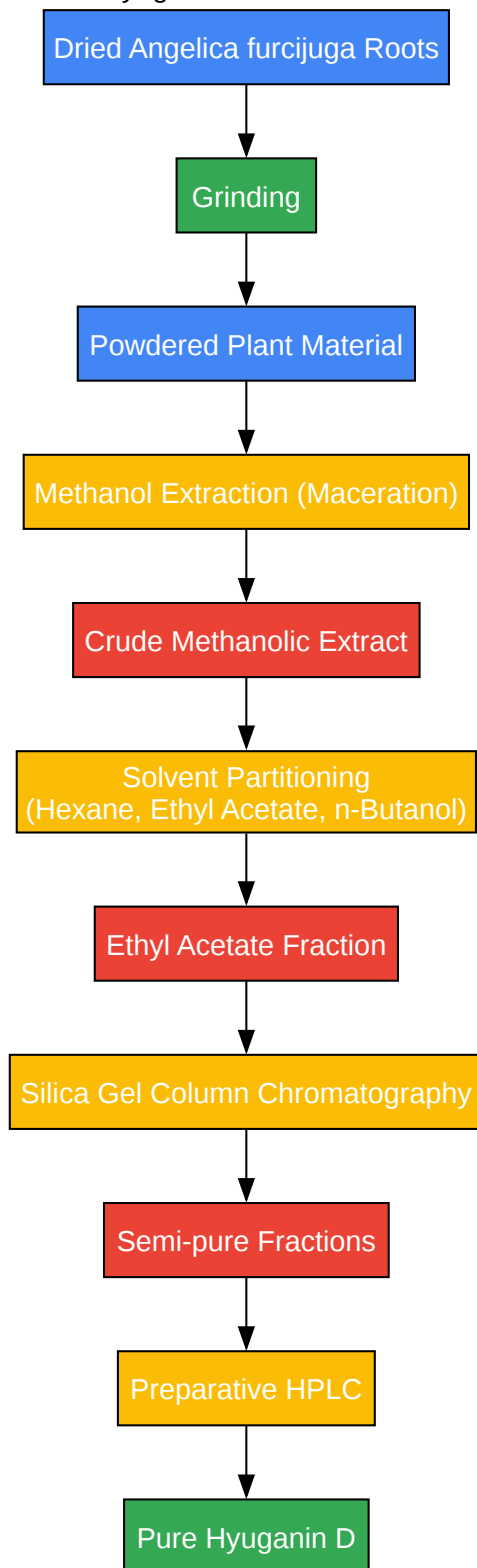 Dried Angelica furcijuga Roots
Grinding
Powdered Plant Material
Methanol Extraction (Maceration)
Crude Methanolic Extract
Solvent Partitioning
(Hexane, Ethyl Acetate, n-Butanol)
Ethyl Acetate Fraction
Silica Gel Column Chromatography
Semi-pure Fractions
Preparative HPLC
Pure Hyuganin D